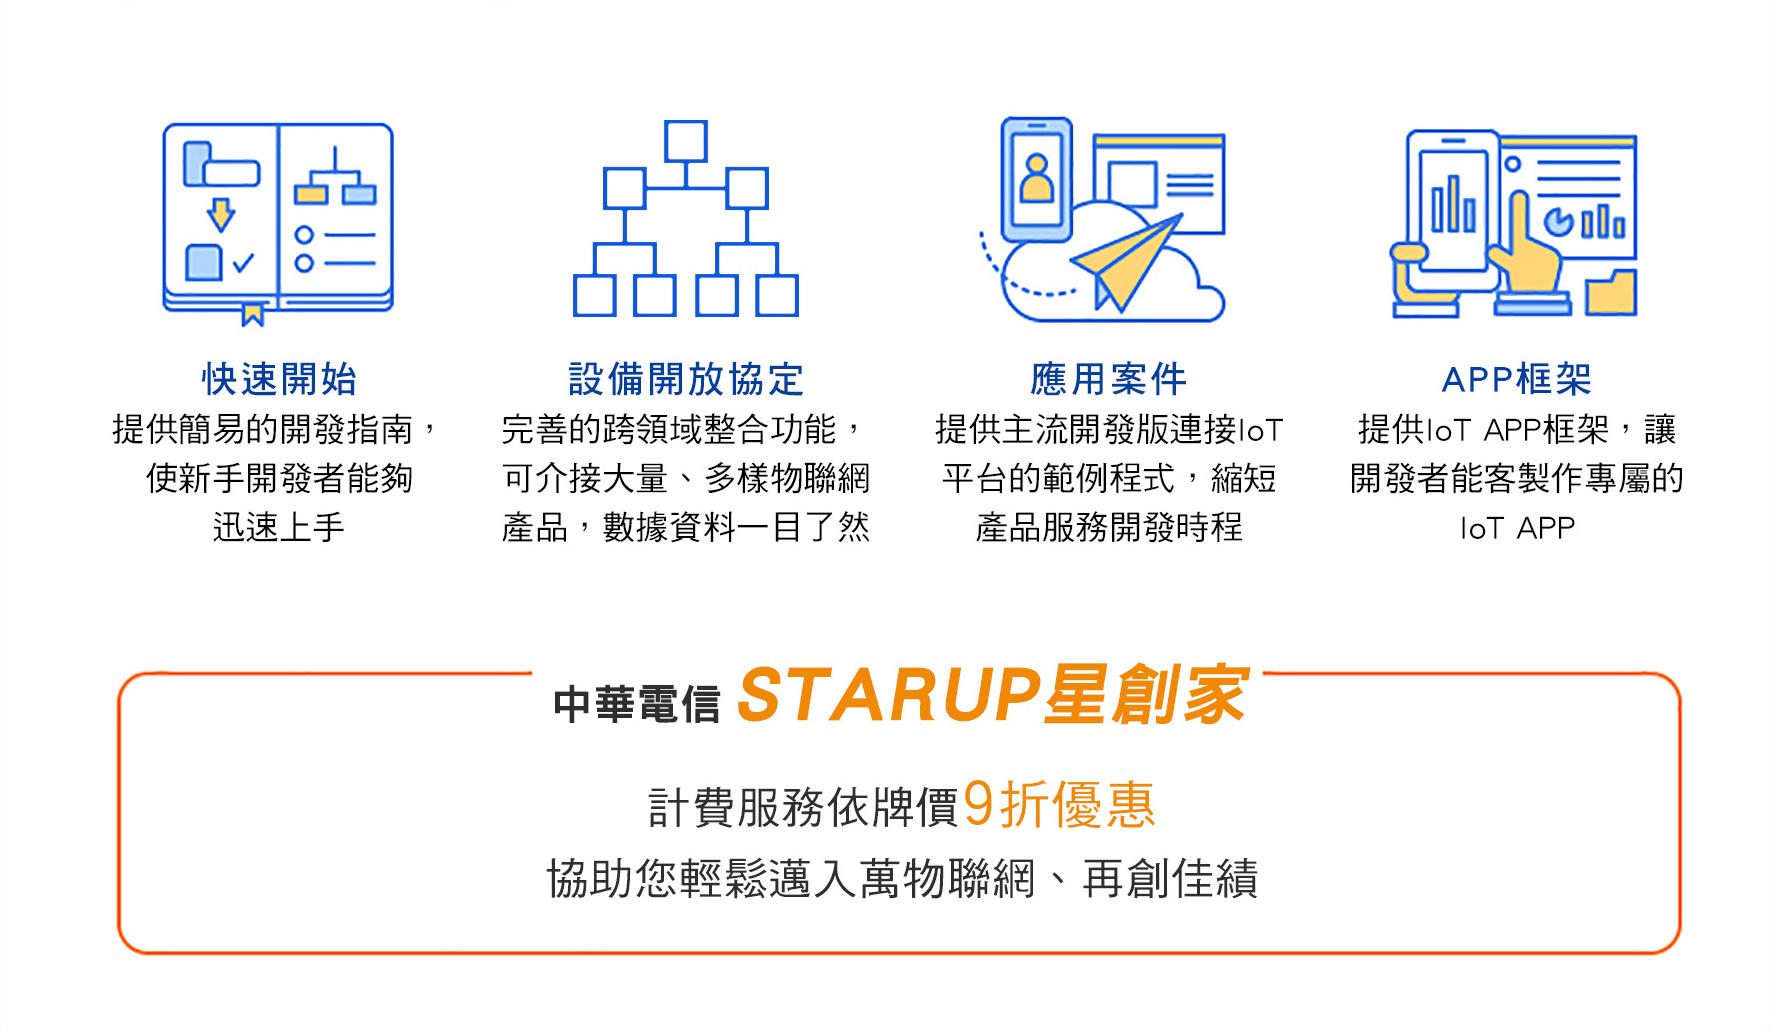 快速開始
提供簡易的開發指南，
使新手開發者能夠
迅速上手
設備開放協定
完善的跨領域整合功能，
可介接大量、多樣物聯網
產品，數據資料一目了然
應用案件
提供主流開發版連接IoT
平台的範例程式，縮短
產品服務開發時程
APP框架
提供IoT APP框架，讓
開發者能客製作專屬的
IoT APP
中華電信 STARUP星創家
計費服務依牌價9折優惠
協助您輕鬆邁入萬物聯網、再創佳績